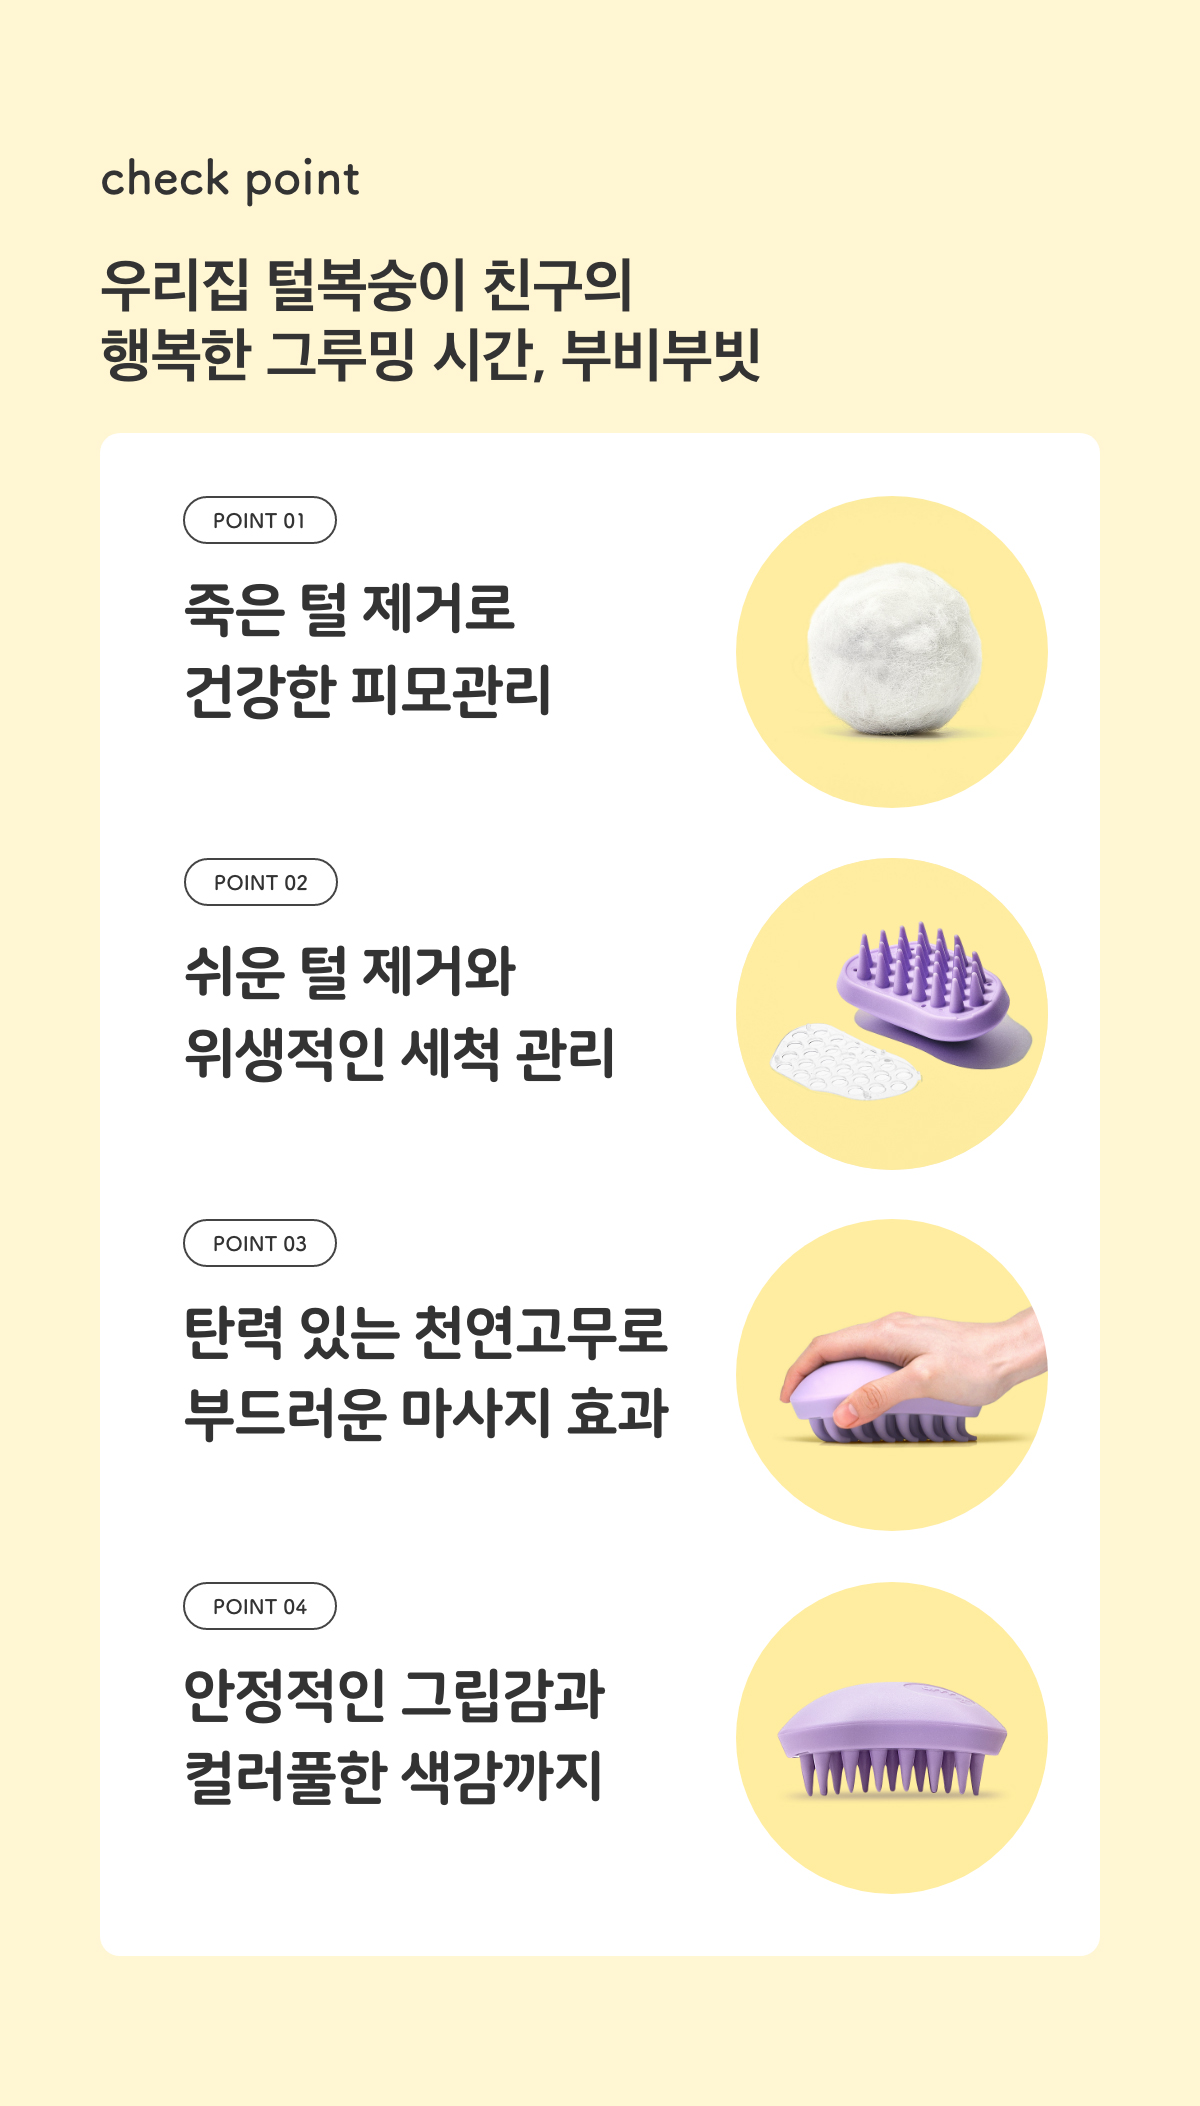 check point
우리집 털복숭이 친구의
행복한 그루밍 시간, 부비부빗
POINT 01
죽은 털 제거로
건강한 피모관리
POINT 02
쉬운 털 제거와
위생적인 세척 관리
POINT 03
탄력 있는 천연고무로
부드러운 마사지 효과
POINT 04
안정적인 그립감과
컬러풀한 색감까지